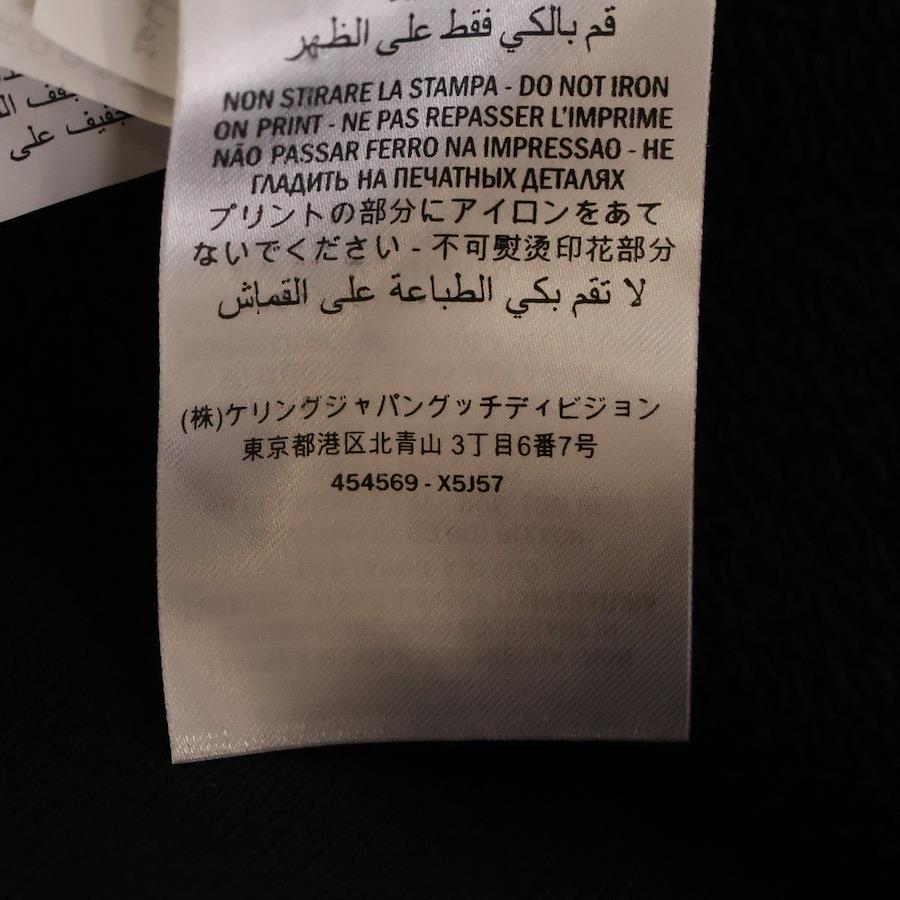 قم بالكي فقط على الظهر
NON STIRARE LA STAMPA - DO NOT IRON
ON PRINT - NE PAS REPASSER L'IMPRIME
NÃO PASSAR FERRO NA IMPRESSAO - НЕ
ГЛАДИТЬ НА ПЕЧАТНЫХ ДЕТАЛЯХ
プリントの部分にアイロンをあて
ないでください - 不可熨烫印花部分
لا تقم بكي الطباعة على القماش
(株)ケリングジャパングッチディビジョン
東京都港区北青山 3丁目6番7号
454569 - X5J57
على